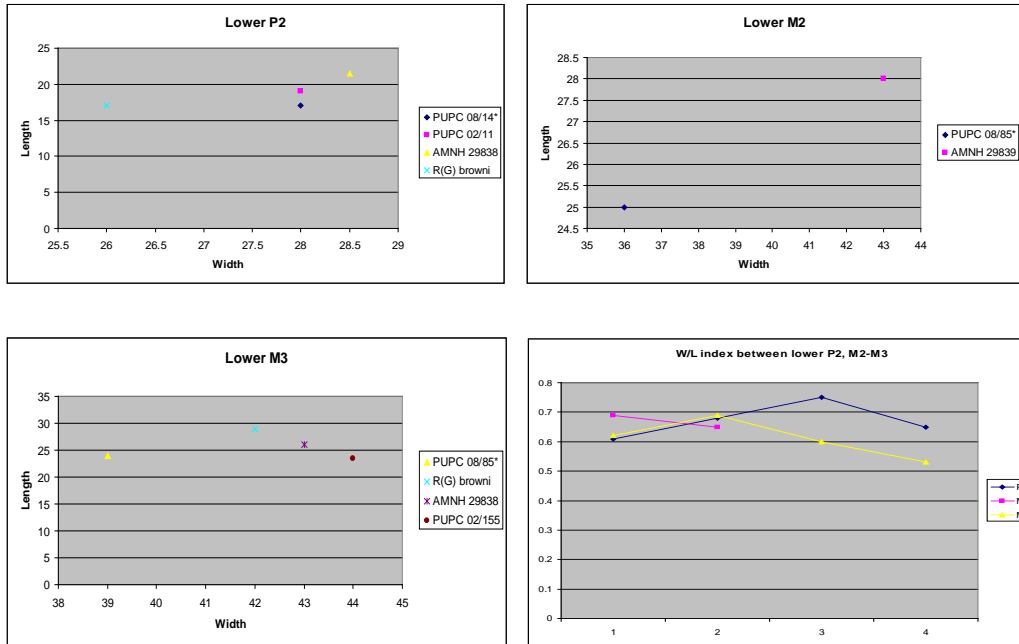 Lower P2
25
20
15
10
5
0
25.5 26 26.5 27 27.5 28 28.5 29
Length
Width
PUPC 08/14*
PUPC 02/11
AMNH 29838
R(G) browni
Lower M2
28.5
28
27.5
27
26.5
26
25.5
25
24.5
35 36 37 38 39 40 41 42 43 44
Length
Width
PUPC 08/85*
AMNH 29839
Lower M3
35
30
25
20
15
10
5
0
38 39 40 41 42 43 44 45
Length
Width
PUPC 08/85*
R(G) browni
AMNH 29838
PUPC 02/155
W/L index between lower P2, M2-M3
0.8
0.7
0.6
0.5
0.4
0.3
0.2
0.1
0
1 2 3 4